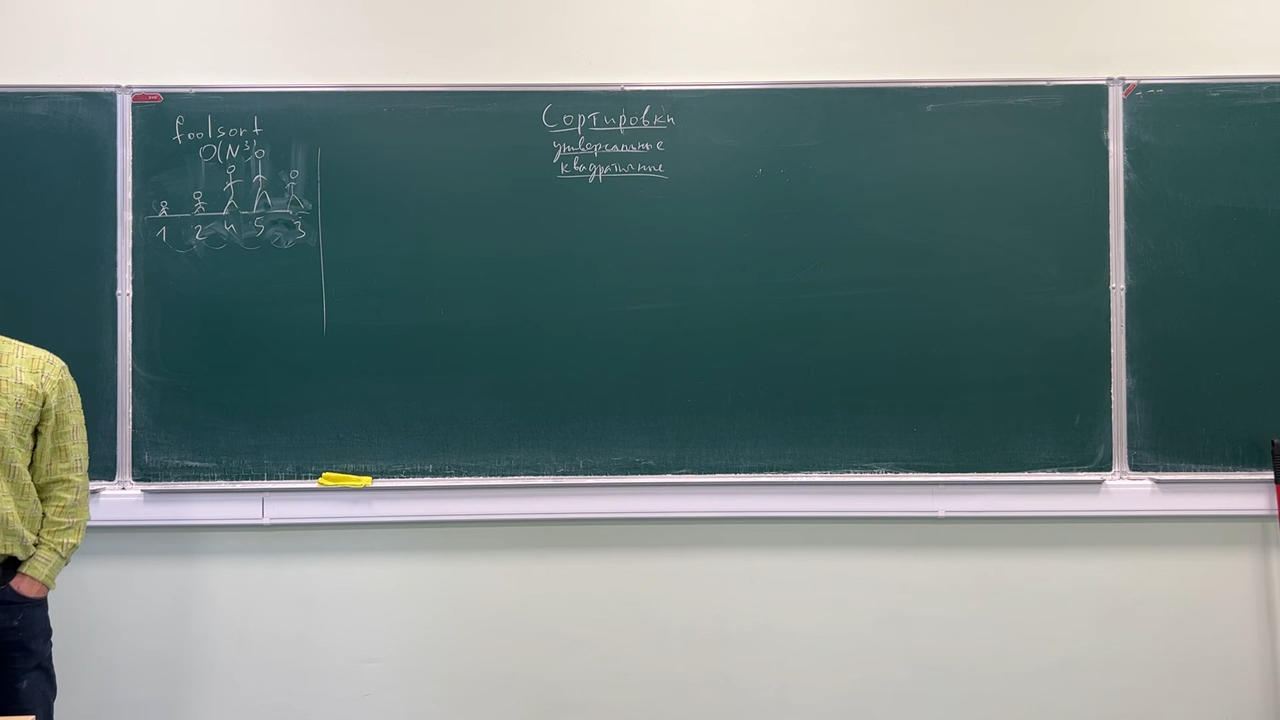 foolsort
O(N³)
1 2 4 5 3
Сортировки
универсальные
квадратичные